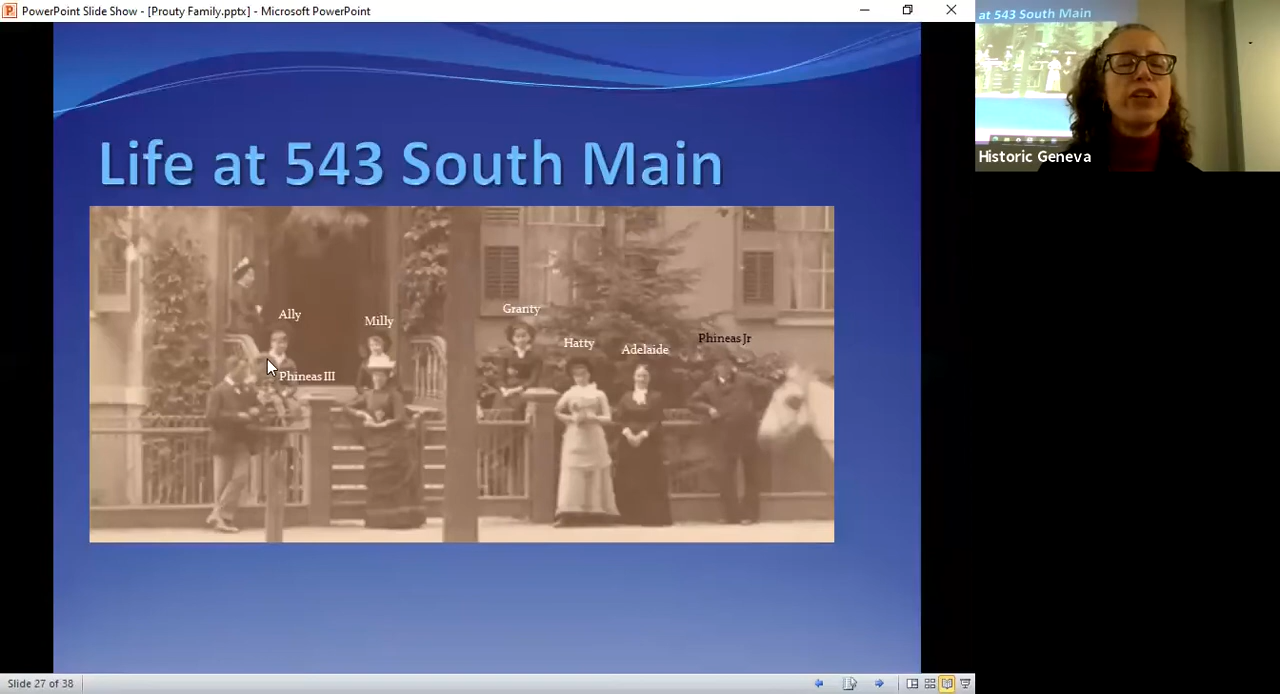 PowerPoint Slide Show - [Prouty Family.pptx] - Microsoft PowerPoint
at 543 South Main
Historic Geneva
Life at 543 South Main
Ally
Milly
Granty
Hatty
Adelaide
Phineas Jr
Phineas III
Slide 27 of 38